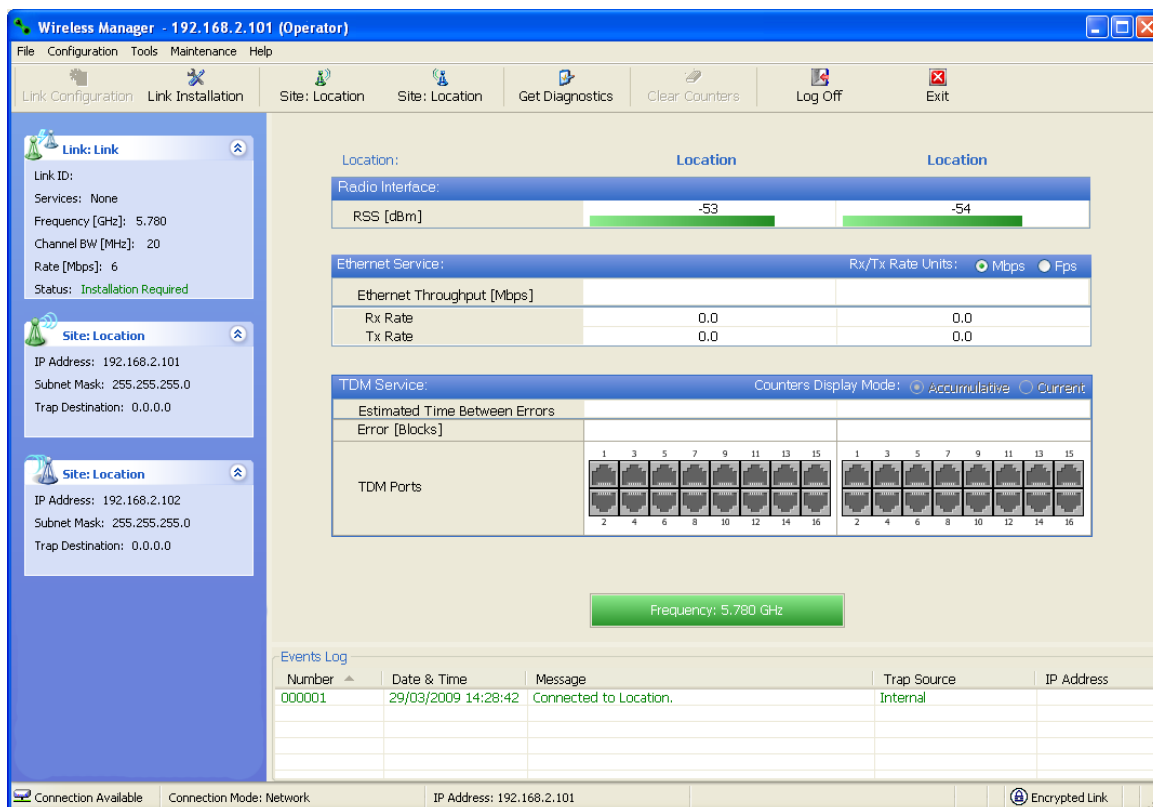 Wireless Manager - 192.168.2.101 (Operator)
File Configuration Tools Maintenance Help
Link Configuration Link Installation Site: Location Site: Location Get Diagnostics Clear Counters Log Off Exit
Link: Link
Link ID:
Services: None
Frequency [GHz]: 5.780
Channel BW [MHz]: 20
Rate [Mbps]: 6
Status: Installation Required
Site: Location
IP Address: 192.168.2.101
Subnet Mask: 255.255.255.0
Trap Destination: 0.0.0.0
Site: Location
IP Address: 192.168.2.102
Subnet Mask: 255.255.255.0
Trap Destination: 0.0.0.0
Location: Location Location
Radio Interface:
RSS [dBm] -53 -54
Ethernet Service: Rx/Tx Rate Units: Mbps Fps
Ethernet Throughput [Mbps]
Rx Rate 0.0 0.0
Tx Rate 0.0 0.0
TDM Service: Counters Display Mode: Accumulative Current
Estimated Time Between Errors
Error [Blocks]
1 3 5 7 9 11 13 15 1 3 5 7 9 11 13 15
TDM Ports
2 4 6 8 10 12 14 16 2 4 6 8 10 12 14 16
Frequency: 5.780 GHz
Events Log
Number Date & Time Message Trap Source IP Address
000001 29/03/2009 14:28:42 Connected to Location. Internal
Connection Available Connection Mode: Network IP Address: 192.168.2.101 Encrypted Link